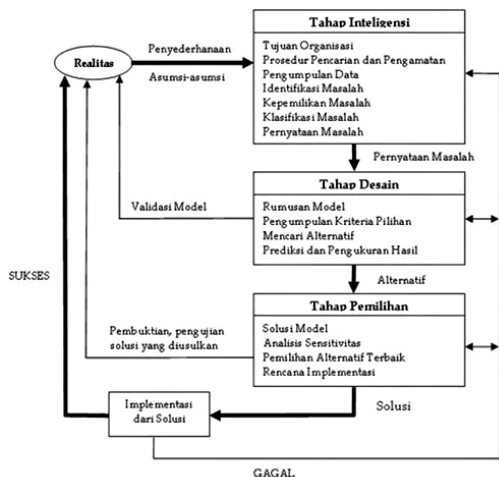 Tahap Inteligensi
Penyederhanaan
Realitas
Asumsi-asumsi
Tujuan Organisasi
Prosedur Pencarian dan Pengamatan
Pengumpulan Data
Identifikasi Masalah
Kepemilikan Masalah
Klasifikasi Masalah
Pernyataan Masalah
Pernyataan Masalah
Tahap Desain
Validasi Model
Rumusan Model
Pengumpulan Kriteria Pilihan
Mencari Alternatif
Prediksi dan Pengukuran Hasil
SUKSES
Alternatif
Tahap Pemilihan
Pembuktian, pengujian
solusi yang diusulkan
Solusi Model
Analisis Sensitivitas
Pemilihan Alternatif Terbaik
Rencana Implementasi
Implementasi
dari Solusi
Solusi
GAGAL